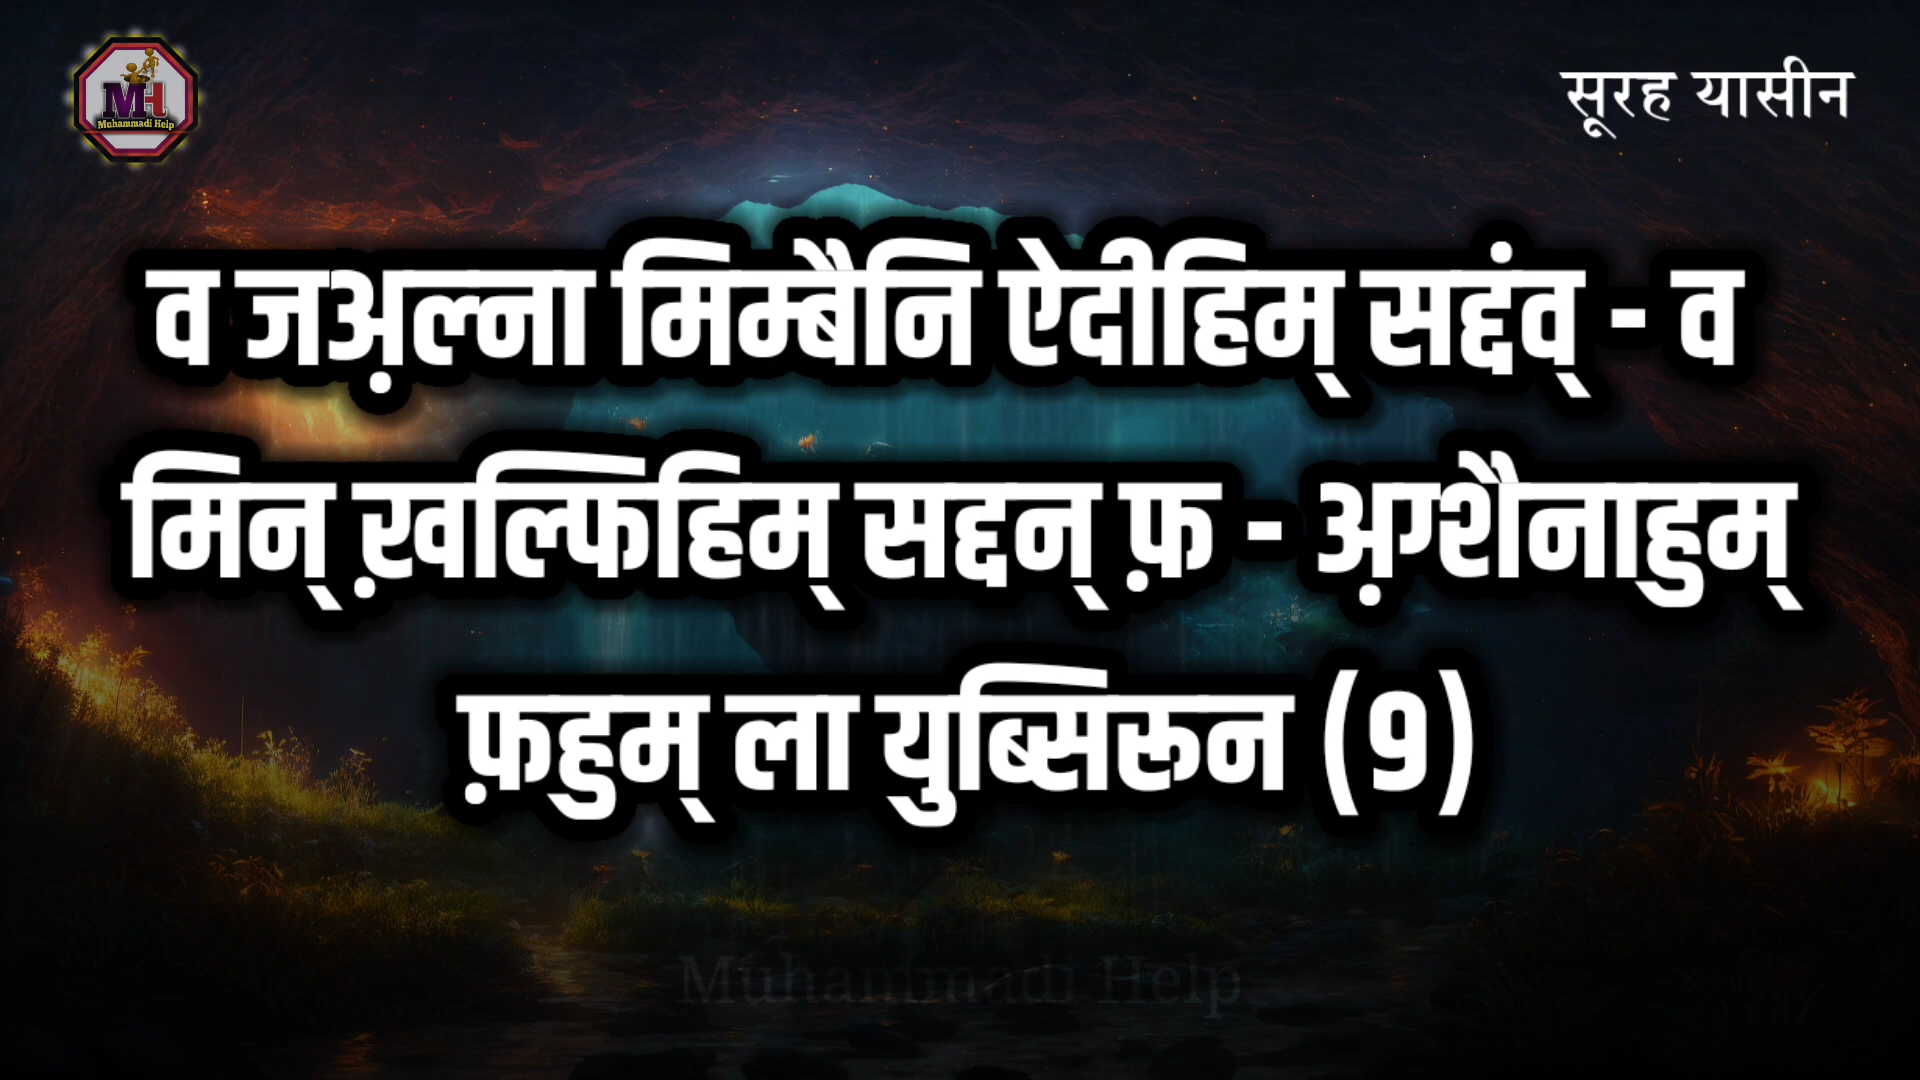 MH
Muhammadi Help
सूरह यासीन
व जअ़ल्ना मिम्बैनि ऐदीहिम् सद्दंव् - व
मिन् ख़ल्फिहिम् सद्दन् फ़ - अ़ग्शैनाहुम्
फ़हुम् ला युब्सिरून (9)
Muhammadi Help